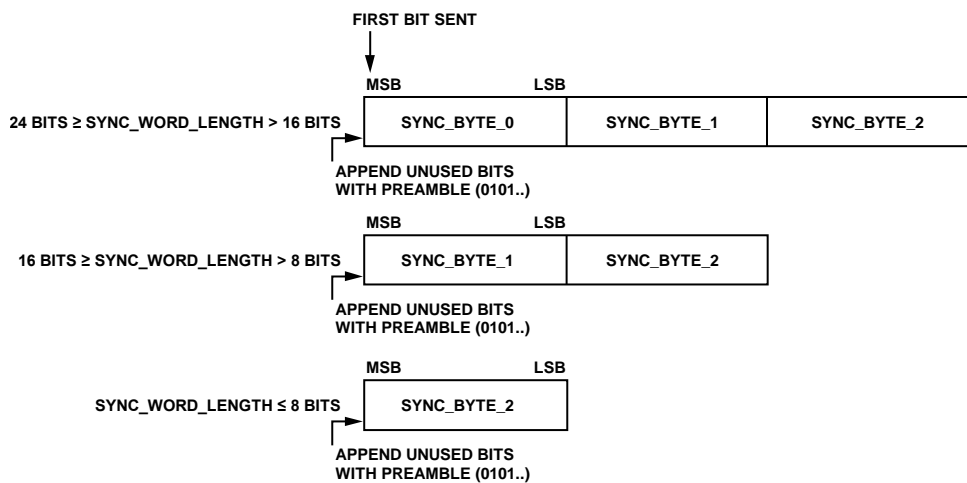 FIRST BIT SENT
MSB LSB
24 BITS ≥ SYNC_WORD_LENGTH > 16 BITS SYNC_BYTE_0 SYNC_BYTE_1 SYNC_BYTE_2
APPEND UNUSED BITS
WITH PREAMBLE (0101..)
MSB LSB
16 BITS ≥ SYNC_WORD_LENGTH > 8 BITS SYNC_BYTE_1 SYNC_BYTE_2
APPEND UNUSED BITS
WITH PREAMBLE (0101..)
MSB LSB
SYNC_WORD_LENGTH ≤ 8 BITS SYNC_BYTE_2
APPEND UNUSED BITS
WITH PREAMBLE (0101..)